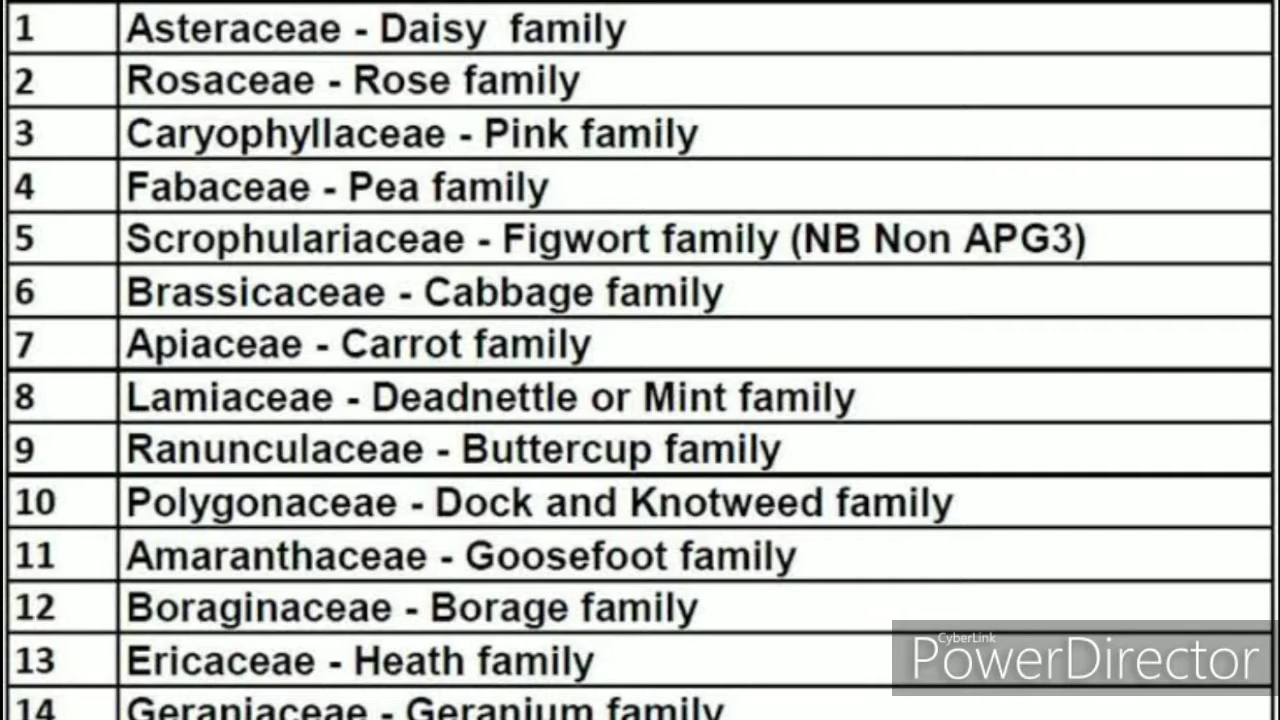 1 Asteraceae - Daisy family
2 Rosaceae - Rose family
3 Caryophyllaceae - Pink family
4 Fabaceae - Pea family
5 Scrophulariaceae - Figwort family (NB Non APG3)
6 Brassicaceae - Cabbage family
7 Apiaceae - Carrot family
8 Lamiaceae - Deadnettle or Mint family
9 Ranunculaceae - Buttercup family
10 Polygonaceae - Dock and Knotweed family
11 Amaranthaceae - Goosefoot family
12 Boraginaceae - Borage family
13 Ericaceae - Heath family
14 Geraniaceae - Geranium family
CyberLink
PowerDirector